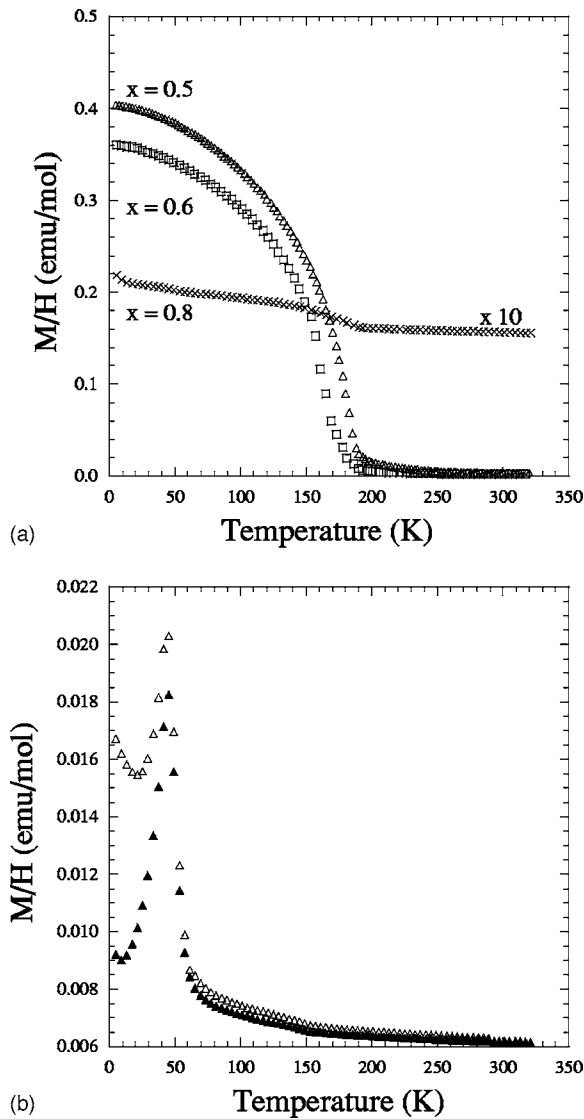 0.5
x = 0.5
0.4
0.3
x = 0.6
0.2
x = 0.8
x 10
0.1
0.0
M/H (emu/mol)
0 50 100 150 200 250 300 350
Temperature (K)
(a)
0.022
0.020
0.018
0.016
0.014
0.012
0.010
0.008
0.006
M/H (emu/mol)
0 50 100 150 200 250 300 350
Temperature (K)
(b)